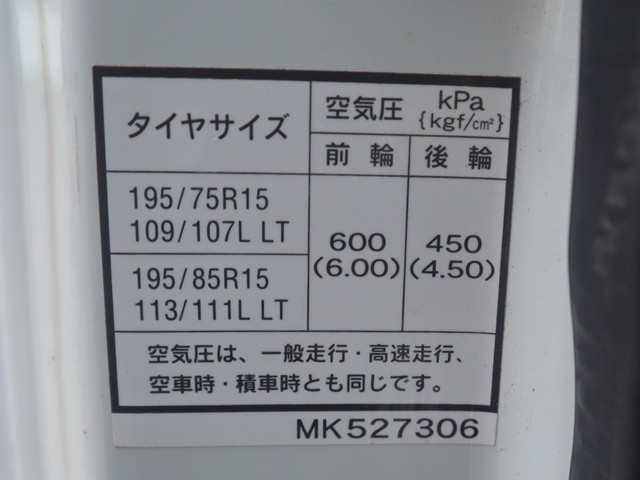 タイヤサイズ
空気圧 kPa
{kgf/cm²}
前輪 後輪
195/75R15
109/107L LT
600 450
(6.00) (4.50)
195/85R15
113/111L LT
空気圧は、一般走行・高速走行、
空車時・積車時とも同じです。
MK527306